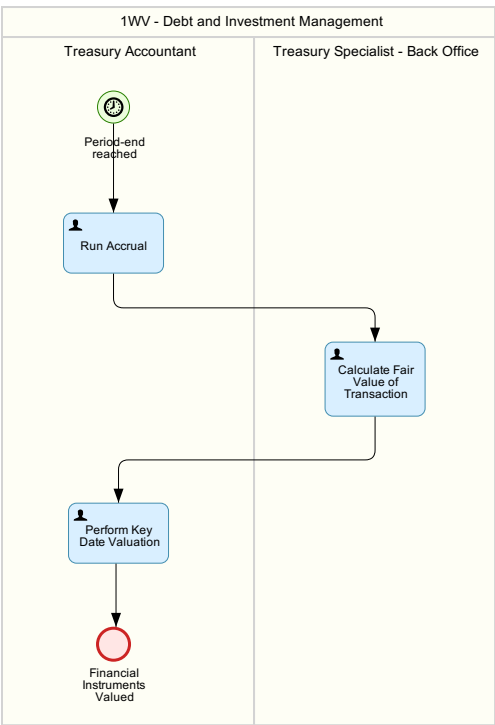 1WV - Debt and Investment Management
Treasury Accountant
Treasury Specialist - Back Office
Period-end
reached
Run Accrual
Calculate Fair
Value of
Transaction
Perform Key
Date Valuation
Financial
Instruments
Valued